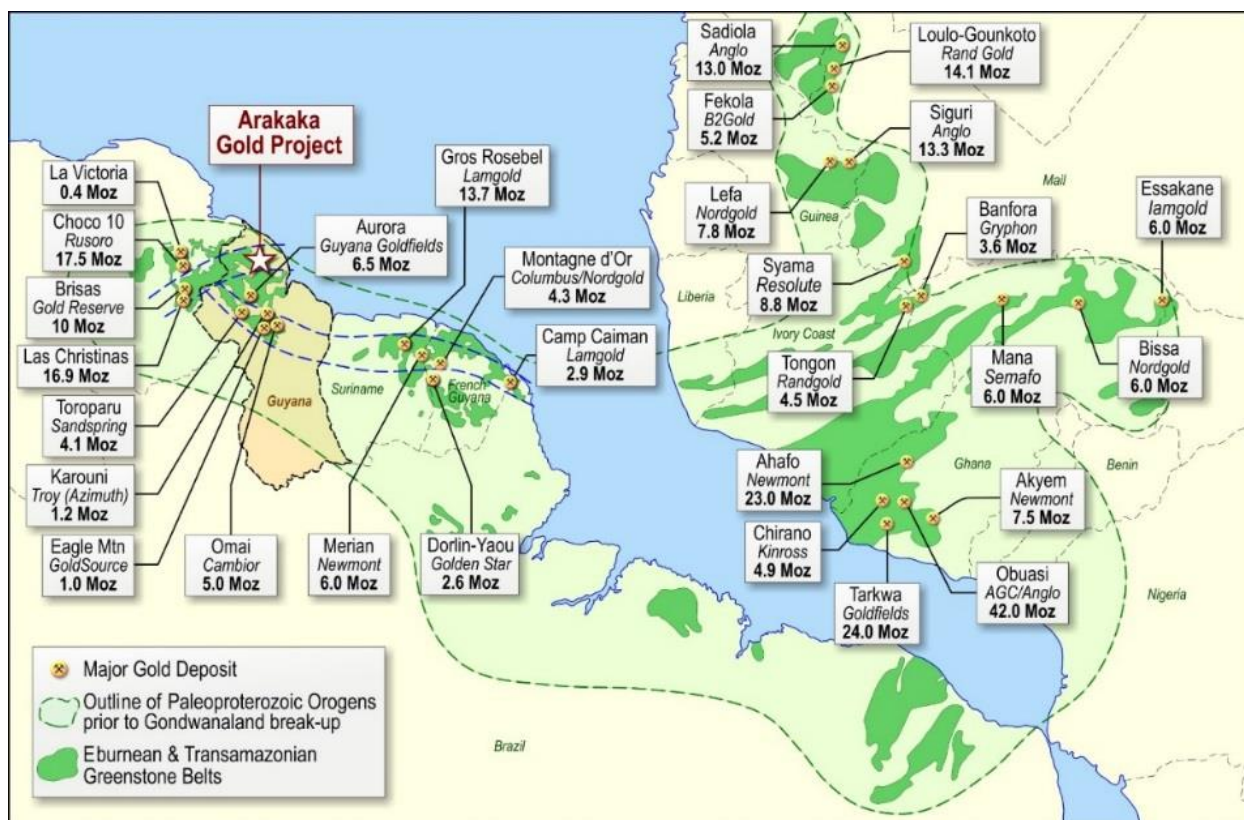 Arakaka
Gold Project
La Victoria
0.4 Moz
Choco 10
Rusoro
17.5 Moz
Brisas
Gold Reserve
10 Moz
Las Christinas
16.9 Moz
Toroparu
Sandspring
4.1 Moz
Karouni
Troy (Azimuth)
1.2 Moz
Eagle Mtn
GoldSource
1.0 Moz
Omai
Cambior
5.0 Moz
Aurora
Guyana Goldfields
6.5 Moz
Gros Rosebel
Lamgold
13.7 Moz
Montagne d'Or
Columbus/Nordgold
4.3 Moz
Camp Caiman
Lamgold
2.9 Moz
Merian
Newmont
6.0 Moz
Dorlin-Yaou
Golden Star
2.6 Moz
Guyana
Suriname
French
Guyana
Brazil
Sadiola
Anglo
13.0 Moz
Loulo-Gounkoto
Rand Gold
14.1 Moz
Fekola
B2Gold
5.2 Moz
Siguri
Anglo
13.3 Moz
Lefa
Nordgold
7.8 Moz
Guinea
Mail
Banfora
Gryphon
3.6 Moz
Essakane
Iamgold
6.0 Moz
Syama
Resolute
8.8 Moz
Liberia
Ivory Coast
Tongon
Randgold
4.5 Moz
Mana
Semafo
6.0 Moz
Bissa
Nordgold
6.0 Moz
Ahafo
Newmont
23.0 Moz
Ghana
Benin
Akyem
Newmont
7.5 Moz
Chirano
Kinross
4.9 Moz
Tarkwa
Goldfields
24.0 Moz
Obuasi
AGC/Anglo
42.0 Moz
Nigeria
Major Gold Deposit
Outline of Paleoproterozoic Orogens
prior to Gondwanaland break-up
Eburnean & Transamazonian
Greenstone Belts